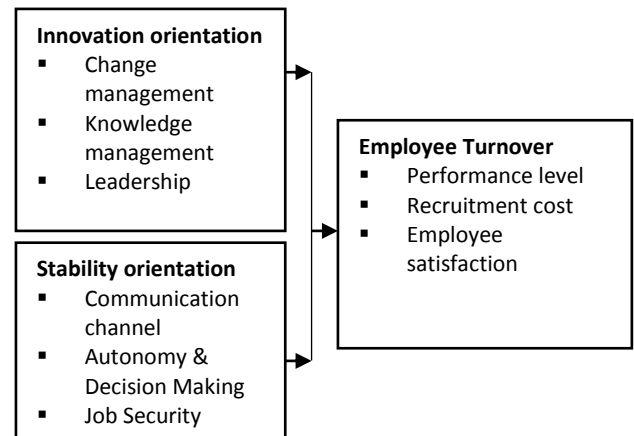 Innovation orientation
▪ Change
management
▪ Knowledge
management
▪ Leadership
Stability orientation
▪ Communication
channel
▪ Autonomy &
Decision Making
▪ Job Security
Employee Turnover
▪ Performance level
▪ Recruitment cost
▪ Employee
satisfaction